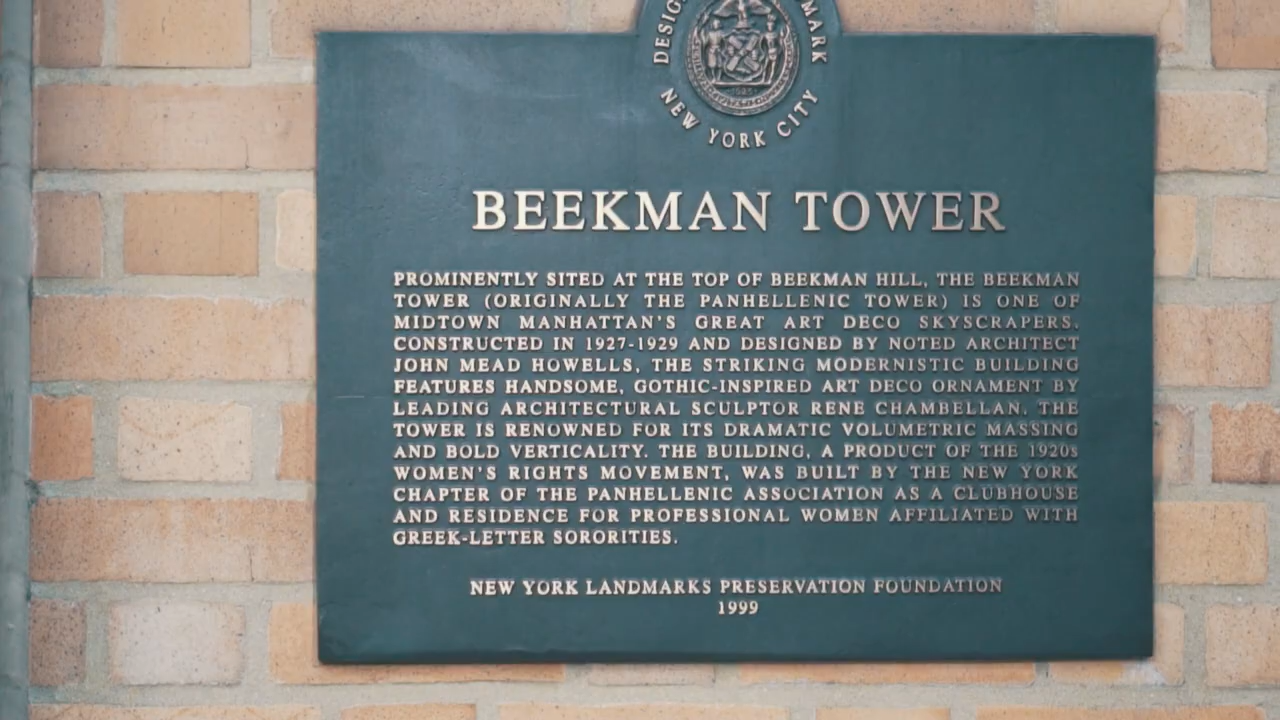 DESIG
MARK
NEW YORK CITY
1625
BEEKMAN TOWER
PROMINENTLY SITED AT THE TOP OF BEEKMAN HILL, THE BEEKMAN
TOWER (ORIGINALLY THE PANHELLENIC TOWER) IS ONE OF
MIDTOWN MANHATTAN'S GREAT ART DECO SKYSCRAPERS.
CONSTRUCTED IN 1927-1929 AND DESIGNED BY NOTED ARCHITECT
JOHN MEAD HOWELLS, THE STRIKING MODERNISTIC BUILDING
FEATURES HANDSOME, GOTHIC-INSPIRED ART DECO ORNAMENT BY
LEADING ARCHITECTURAL SCULPTOR RENE CHAMBELLAN. THE
TOWER IS RENOWNED FOR ITS DRAMATIC VOLUMETRIC MASSING
AND BOLD VERTICALITY. THE BUILDING, A PRODUCT OF THE 1920s
WOMEN'S RIGHTS MOVEMENT, WAS BUILT BY THE NEW YORK
CHAPTER OF THE PANHELLENIC ASSOCIATION AS A CLUBHOUSE
AND RESIDENCE FOR PROFESSIONAL WOMEN AFFILIATED WITH
GREEK-LETTER SORORITIES.
NEW YORK LANDMARKS PRESERVATION FOUNDATION
1999